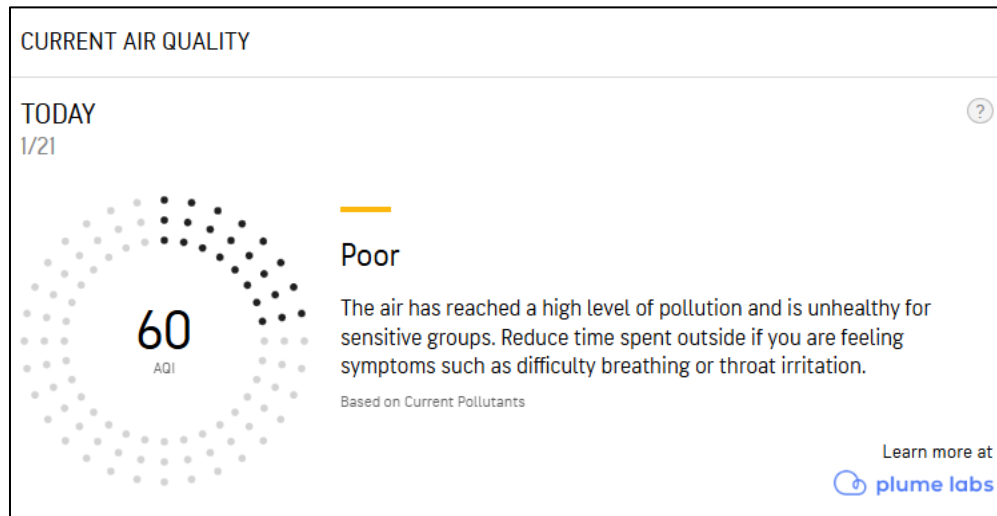 CURRENT AIR QUALITY
TODAY
1/21
?
60
AQI
Poor
The air has reached a high level of pollution and is unhealthy for
sensitive groups. Reduce time spent outside if you are feeling
symptoms such as difficulty breathing or throat irritation.
Based on Current Pollutants
Learn more at
plume labs